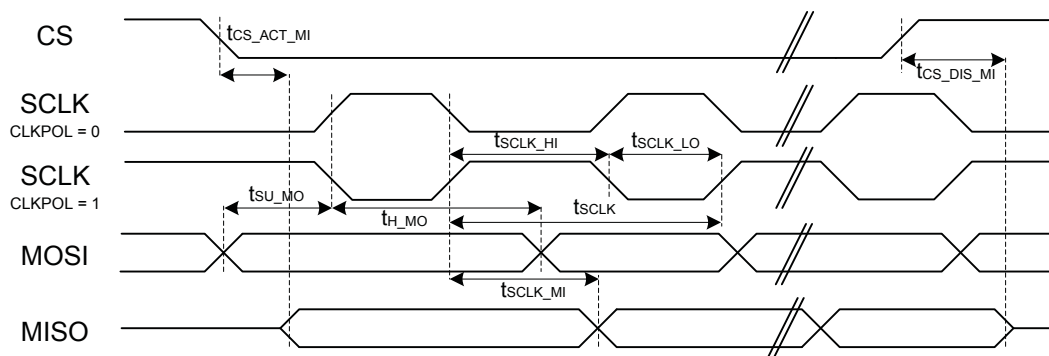 CS
tCS_ACT_MI
tCS_DIS_MI
SCLK
CLKPOL = 0
tSCLK_HI
tSCLK_LO
SCLK
CLKPOL = 1
tSU_MO
tH_MO
tSCLK
MOSI
tSCLK_MI
MISO